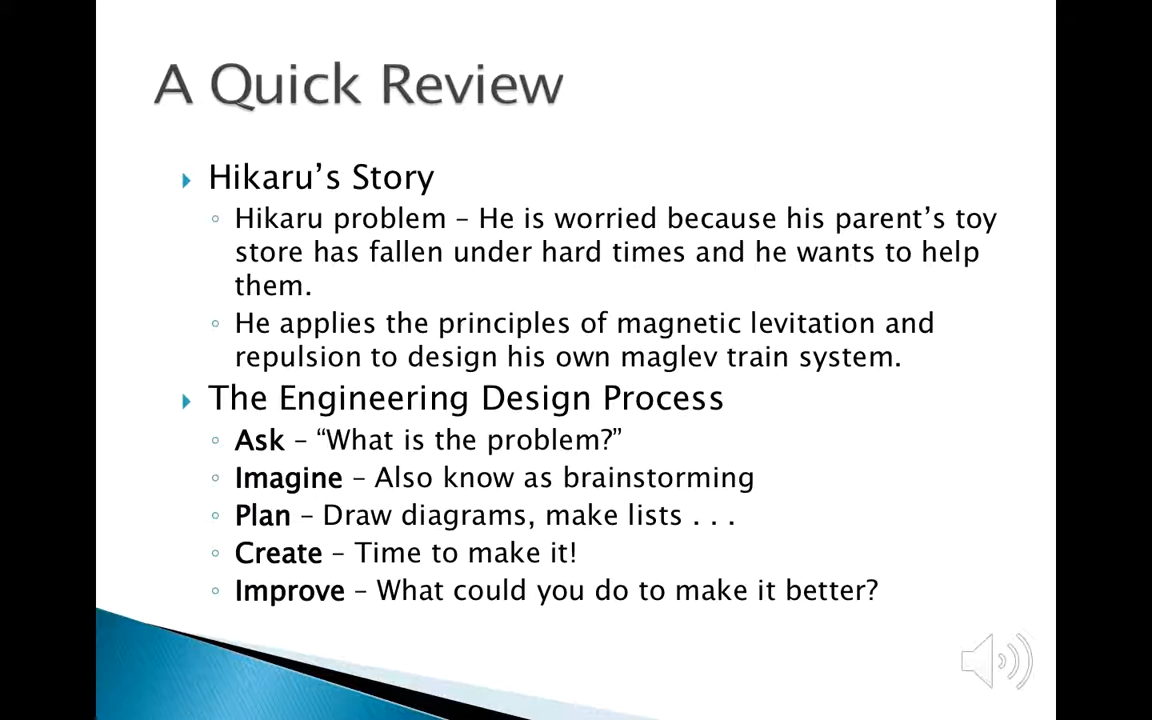 A Quick Review
Hikaru’s Story
Hikaru problem – He is worried because his parent’s toy
store has fallen under hard times and he wants to help
them.
He applies the principles of magnetic levitation and
repulsion to design his own maglev train system.
The Engineering Design Process
Ask – “What is the problem?”
Imagine – Also know as brainstorming
Plan – Draw diagrams, make lists . . .
Create – Time to make it!
Improve – What could you do to make it better?